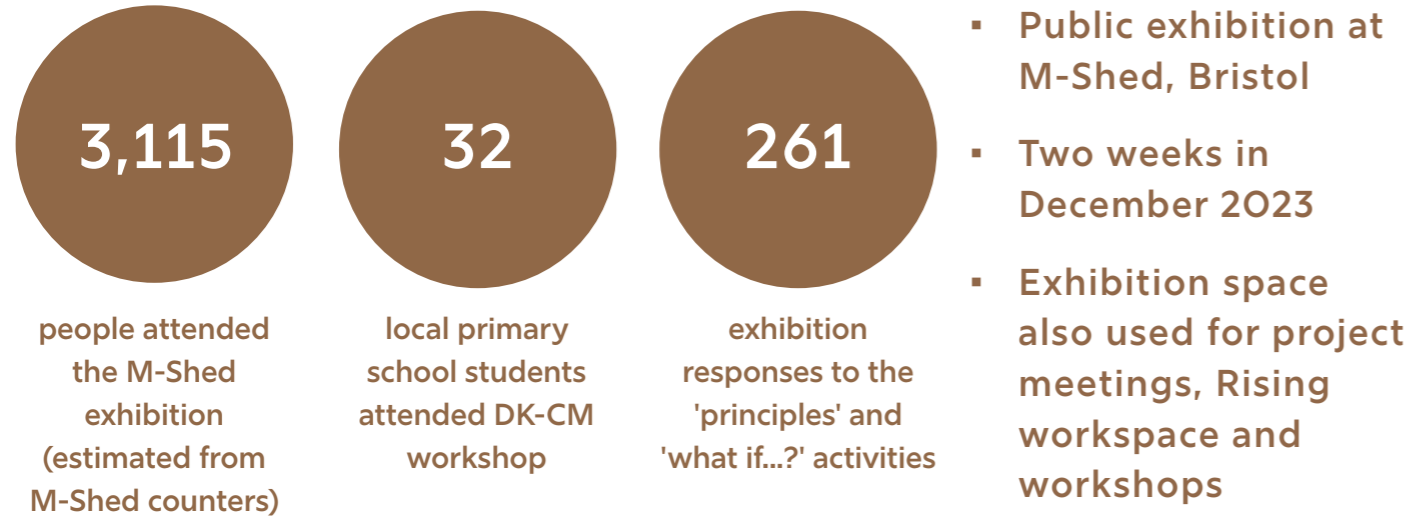 3,115
people attended
the M-Shed
exhibition
(estimated from
M-Shed counters)
32
local primary
school students
attended DK-CM
workshop
261
exhibition
responses to the
'principles' and
'what if...?' activities
▪ Public exhibition at
M-Shed, Bristol
▪ Two weeks in
December 2023
▪ Exhibition space
also used for project
meetings, Rising
workspace and
workshops